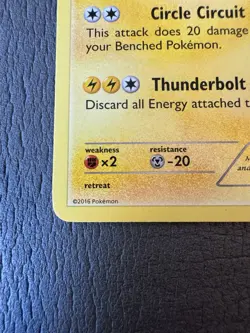 Circle Circuit
This attack does 20 damage
your Benched Pokémon.
Thunderbolt
Discard all Energy attached t
weakness resistance
×2 -20
retreat
©2016 Pokémon